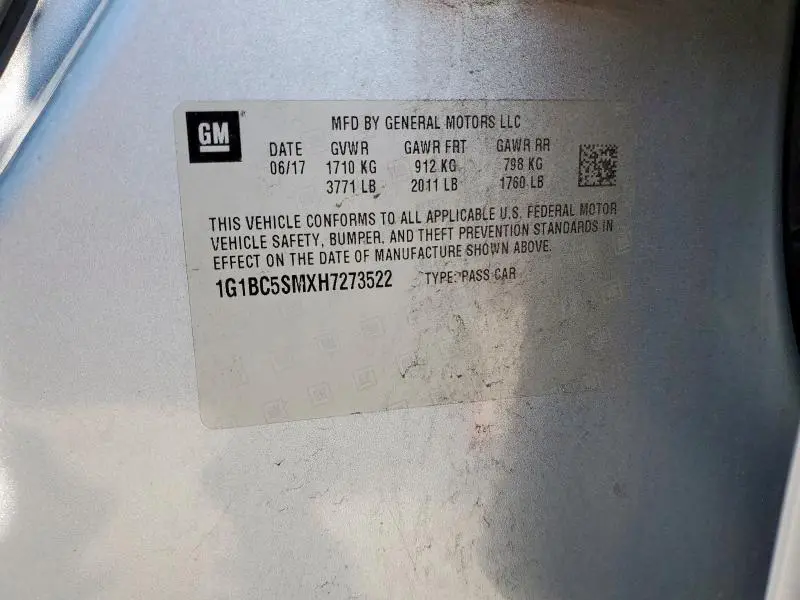 GM
MFD BY GENERAL MOTORS LLC
DATE GVWR GAWR FRT GAWR RR
06/17 1710 KG 912 KG 798 KG
3771 LB 2011 LB 1760 LB
THIS VEHICLE CONFORMS TO ALL APPLICABLE U.S. FEDERAL MOTOR
VEHICLE SAFETY, BUMPER, AND THEFT PREVENTION STANDARDS IN
EFFECT ON THE DATE OF MANUFACTURE SHOWN ABOVE.
1G1BC5SMXH7273522 TYPE: PASS CAR